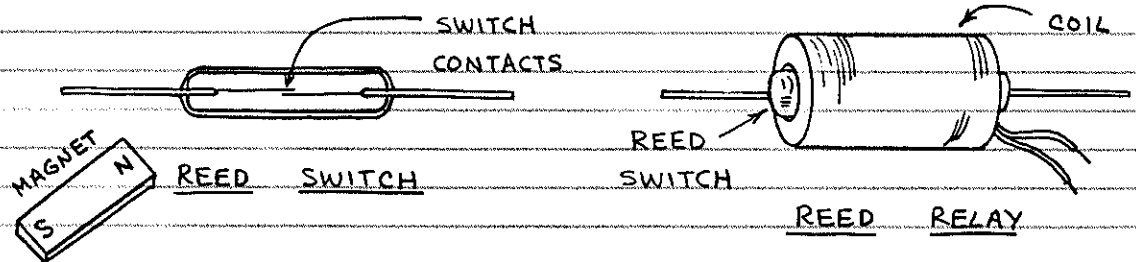 SWITCH
CONTACTS
MAGNET
N
S
REED SWITCH
COIL
REED
SWITCH
REED RELAY